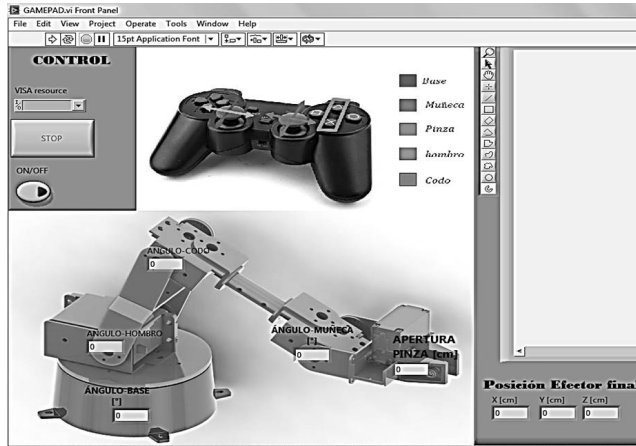 GAMEPAD.vi Front Panel
File Edit View Project Operate Tools Window Help
15pt Application Font
CONTROL
VISA resource
STOP
ON/OFF
Base
Muñeca
Pinza
hombro
Codo
ÁNGULO-CODO
0
ÁNGULO-HOMBRO
0
ÁNGULO-MUÑECA
[°]
0
APERTURA
PINZA [cm]
0
ÁNGULO-BASE
[°]
0
Posición Efector fina
X [cm] Y [cm] Z [cm]
0 0 0